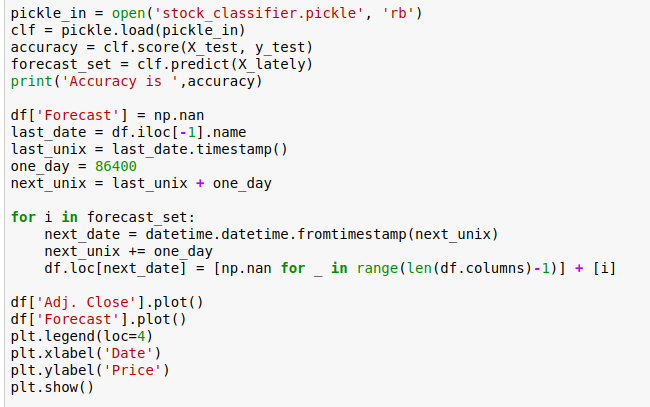 pickle_in = open('stock_classifier.pickle', 'rb')
clf = pickle.load(pickle_in)
accuracy = clf.score(X_test, y_test)
forecast_set = clf.predict(X_lately)
print('Accuracy is ',accuracy)

df['Forecast'] = np.nan
last_date = df.iloc[-1].name
last_unix = last_date.timestamp()
one_day = 86400
next_unix = last_unix + one_day

for i in forecast_set:
    next_date = datetime.datetime.fromtimestamp(next_unix)
    next_unix += one_day
    df.loc[next_date] = [np.nan for _ in range(len(df.columns)-1)] + [i]

df['Adj. Close'].plot()
df['Forecast'].plot()
plt.legend(loc=4)
plt.xlabel('Date')
plt.ylabel('Price')
plt.show()